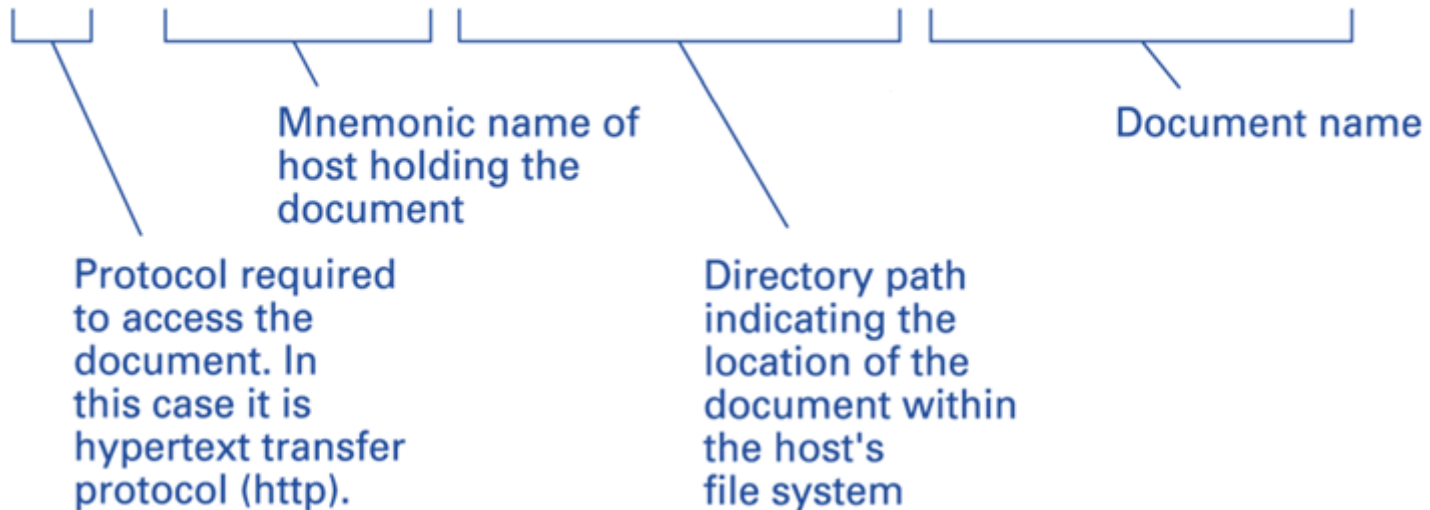 Mnemonic name of
host holding the
document
Document name
Protocol required
to access the
document. In
this case it is
hypertext transfer
protocol (http).
Directory path
indicating the
location of the
document within
the host's
file system